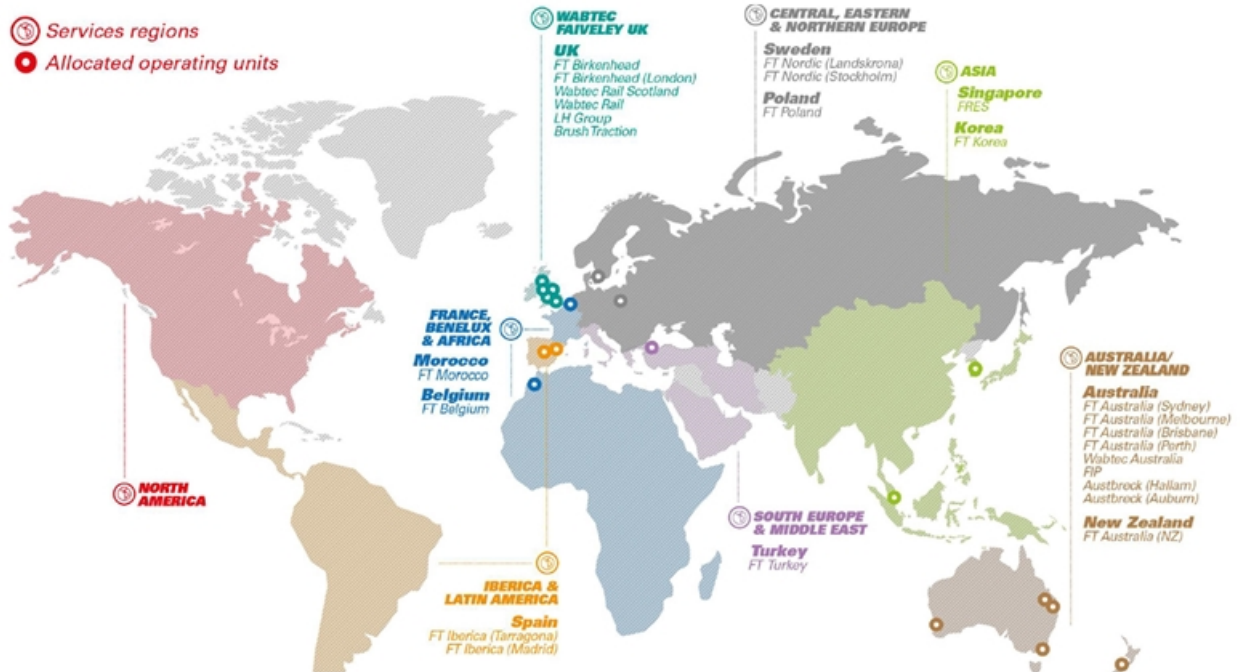 Services regions
Allocated operating units
WABTEC
FAIVELEY UK
UK
FT Birkenhead
FT Birkenhead (London)
Wabtec Rail Scotland
Wabtec Rail
LH Group
Brush Traction
CENTRAL, EASTERN
& NORTHERN EUROPE
Sweden
FT Nordic (Landskrona)
FT Nordic (Stockholm)
Poland
FT Poland
ASIA
Singapore
FRES
Korea
FT Korea
FRANCE,
BENELUX
& AFRICA
Morocco
FT Morocco
Belgium
FT Belgium
NORTH
AMERICA
IBERICA &
LATIN AMERICA
Spain
FT Iberica (Tarragona)
FT Iberica (Madrid)
SOUTH EUROPE
& MIDDLE EAST
Turkey
FT Turkey
AUSTRALIA/
NEW ZEALAND
Australia
FT Australia (Sydney)
FT Australia (Melbourne)
FT Australia (Brisbane)
FT Australia (Perth)
Wabtec Australia
FIP
Austbreck (Hallam)
Austbreck (Auburn)
New Zealand
FT Australia (NZ)